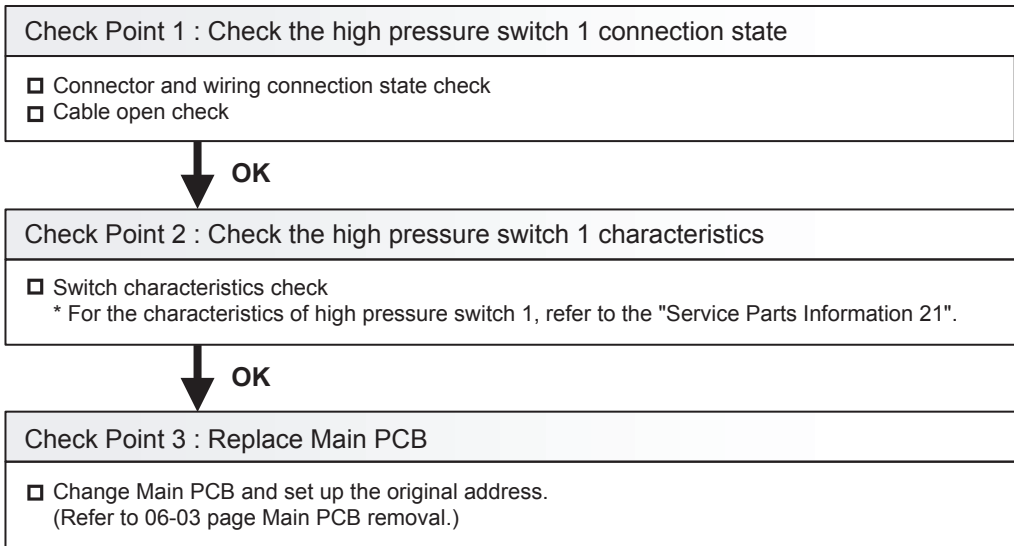 Check Point 1 : Check the high pressure switch 1 connection state
Connector and wiring connection state check
Cable open check
OK
Check Point 2 : Check the high pressure switch 1 characteristics
Switch characteristics check
* For the characteristics of high pressure switch 1, refer to the "Service Parts Information 21".
OK
Check Point 3 : Replace Main PCB
Change Main PCB and set up the original address.
(Refer to 06-03 page Main PCB removal.)